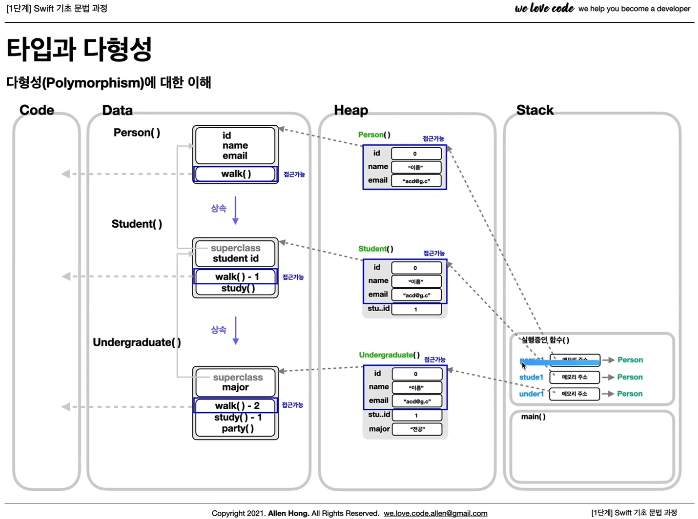 [1단계] Swift 기초 문법 과정
we love code we help you become a developer
타입과 다형성
다형성(Polymorphism)에 대한 이해
Code
Data
Heap
Stack
Person( )
id
name
email
walk( )
접근가능
상속
Student( )
superclass
student id
walk( ) - 1
접근가능
study( )
상속
Undergraduate( )
superclass
major
walk( ) - 2
접근가능
study( ) - 1
party( )
Person( )
접근가능
id 0
name "이름"
email "acd@g.c"
Student( )
접근가능
id 0
name "이름"
email "acd@g.c"
stu..id 1
Undergraduate( )
접근가능
id 0
name "이름"
email "acd@g.c"
stu..id 1
major "전공"
실행중인 함수( )
메모리 주소 Person
stude1 메모리 주소 Person
under1 메모리 주소 Person
main( )
Copyright 2021. Allen Hong. All Rights Reserved. we.love.code.allen@gmail.com
[1단계] Swift 기초 문법 과정